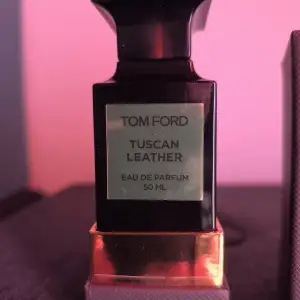 TOM FORD
TUSCAN
LEATHER
EAU DE PARFUM
50 ML